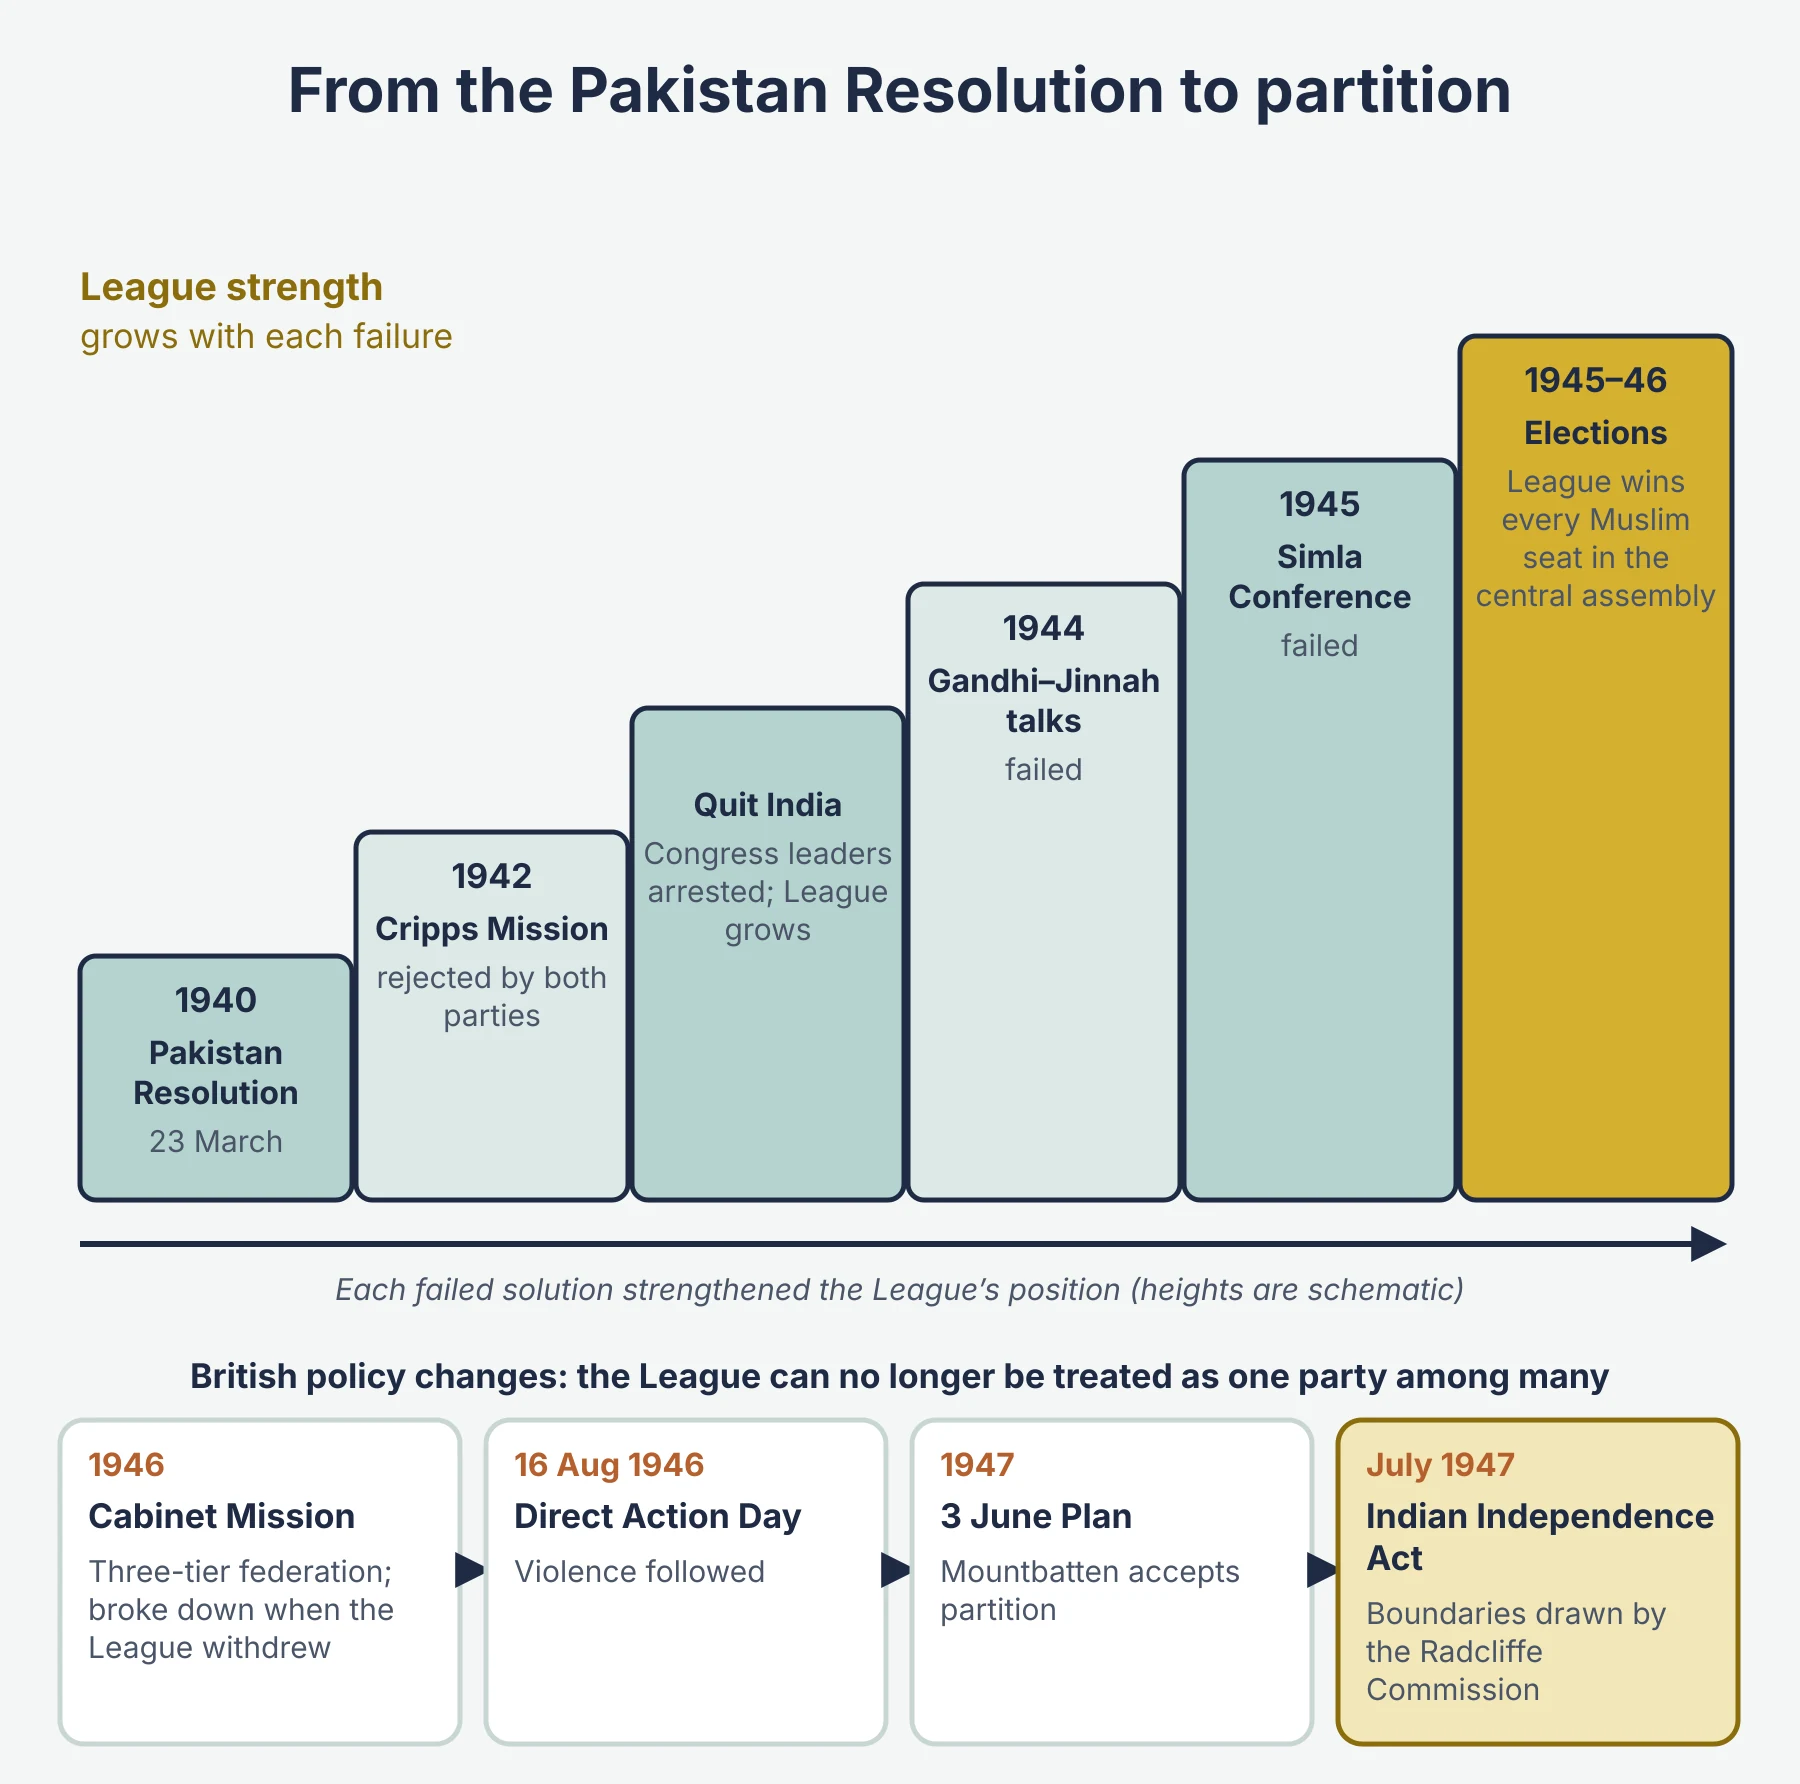 From the Pakistan Resolution to partition
League strength
grows with each failure
1940
Pakistan
Resolution
23 March
1942
Cripps Mission
rejected by both
parties
Quit India
Congress leaders
arrested; League
grows
1944
Gandhi–Jinnah
talks
failed
1945
Simla
Conference
failed
1945–46
Elections
League wins
every Muslim
seat in the
central assembly
Each failed solution strengthened the League’s position (heights are schematic)
British policy changes: the League can no longer be treated as one party among many
1946
Cabinet Mission
Three-tier federation;
broke down when the
League withdrew
16 Aug 1946
Direct Action Day
Violence followed
1947
3 June Plan
Mountbatten accepts
partition
July 1947
Indian Independence
Act
Boundaries drawn by
the Radcliffe
Commission